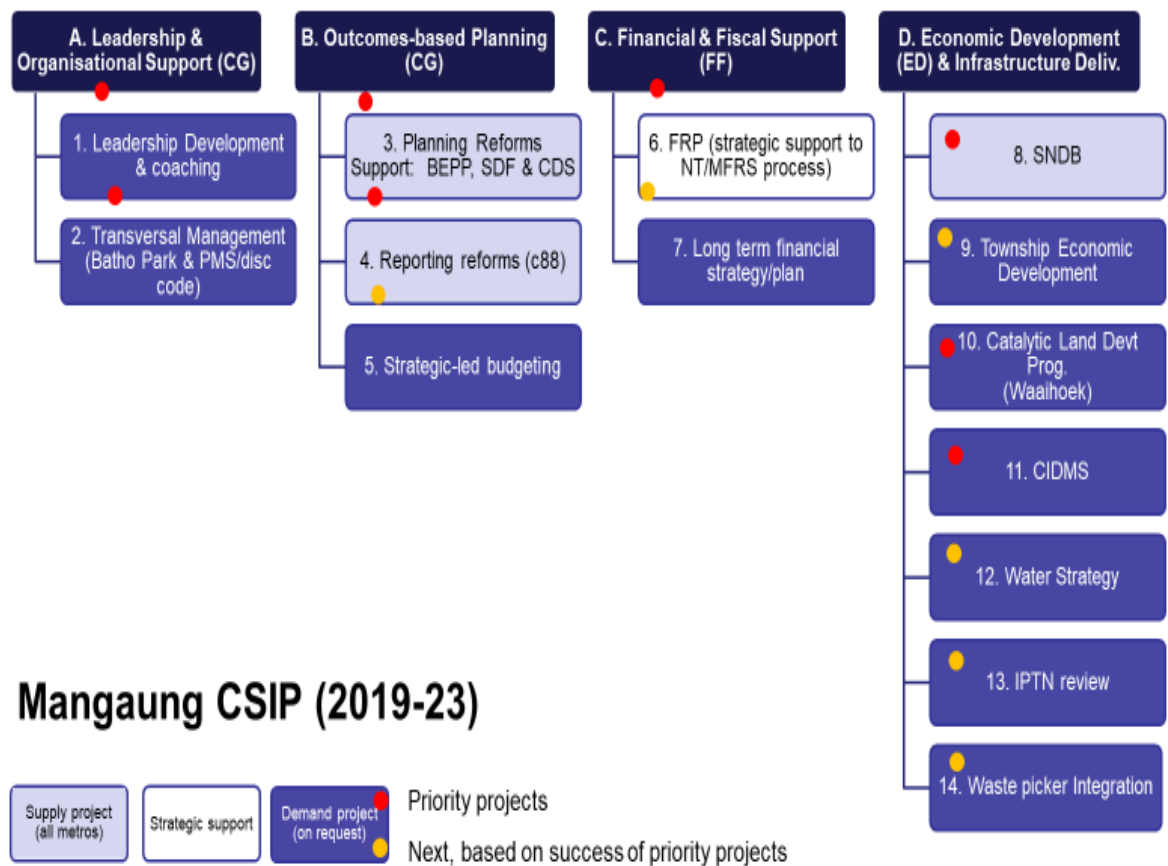 A. Leadership &
Organisational Support (CG)
1. Leadership Development
& coaching
2. Transversal Management
(Batho Park & PMS/disc
code)
B. Outcomes-based Planning
(CG)
3. Planning Reforms
Support: BEPP, SDF & CDS
4. Reporting reforms (c88)
5. Strategic-led budgeting
C. Financial & Fiscal Support
(FF)
6. FRP (strategic support to
NT/MFRS process)
7. Long term financial
strategy/plan
D. Economic Development
(ED) & Infrastructure Deliv.
8. SNDB
9. Township Economic
Development
10. Catalytic Land Devt
Prog.
(Waaihoek)
11. CIDMS
12. Water Strategy
13. IPTN review
14. Waste picker Integration
Mangaung CSIP (2019-23)
Supply project
(all metros)
Strategic support
Demand project
(on request)
Priority projects
Next, based on success of priority projects